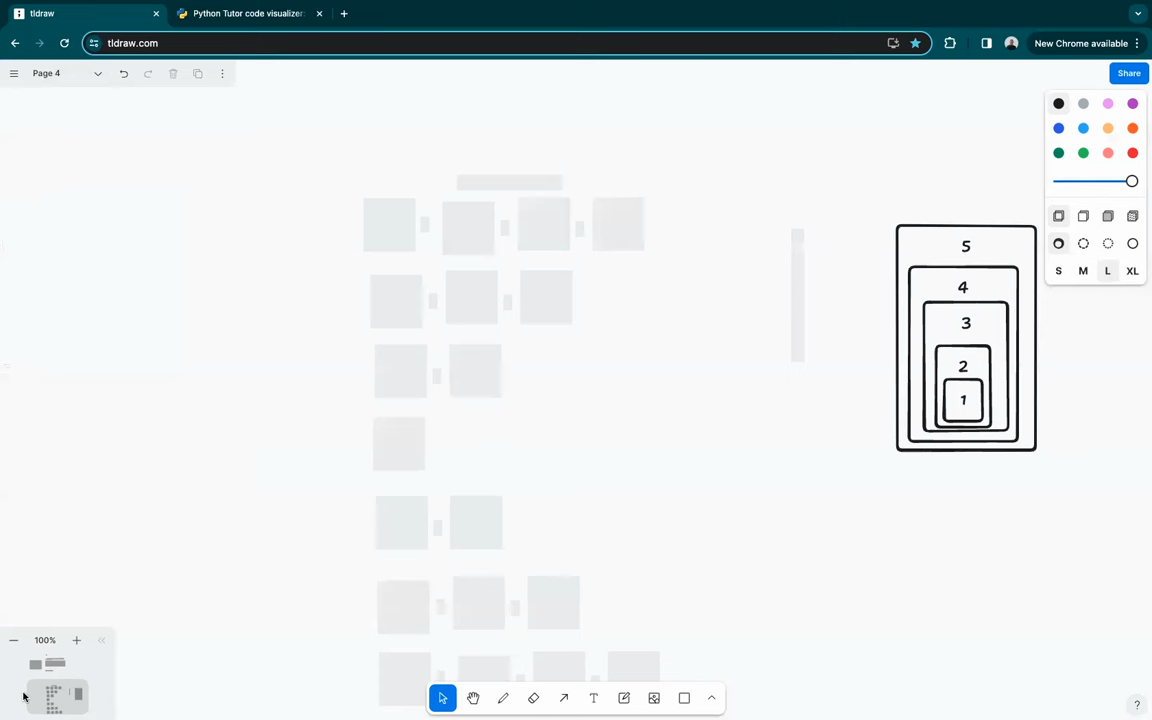 tldraw
Python Tutor code visualizer:
tldraw.com
New Chrome available
Page 4
Share
S M L XL
5
4
3
2
1
100%
T
?